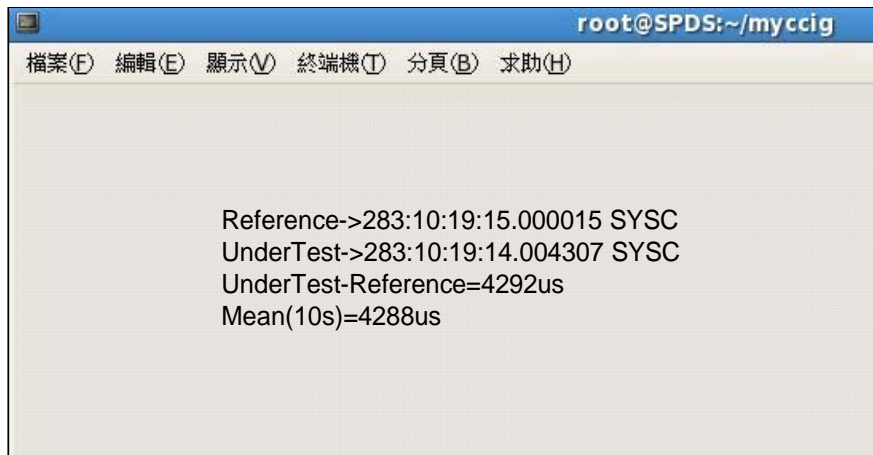 root@SPDS:~/myccig
檔案(F) 編輯(E) 顯示(V) 終端機(T) 分頁(B) 求助(H)
Reference->283:10:19:15.000015 SYSC
UnderTest->283:10:19:14.004307 SYSC
UnderTest-Reference=4292us
Mean(10s)=4288us